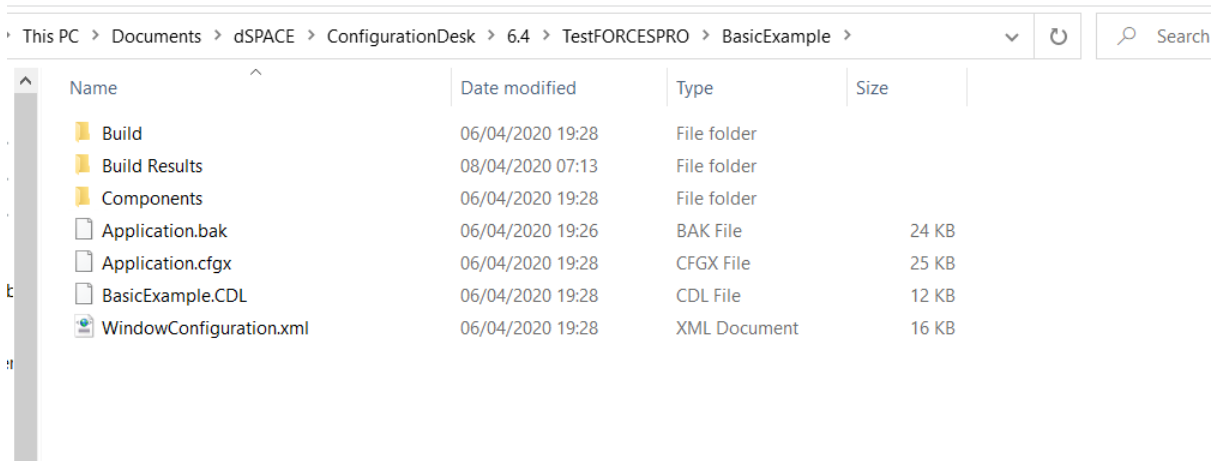 This PC > Documents > dSPACE > ConfigurationDesk > 6.4 > TestFORCESPRO > BasicExample > Search
Name Date modified Type Size
Build 06/04/2020 19:28 File folder
Build Results 08/04/2020 07:13 File folder
Components 06/04/2020 19:28 File folder
Application.bak 06/04/2020 19:26 BAK File 24 KB
Application.cfgx 06/04/2020 19:28 CFGX File 25 KB
BasicExample.CDL 06/04/2020 19:28 CDL File 12 KB
WindowConfiguration.xml 06/04/2020 19:28 XML Document 16 KB